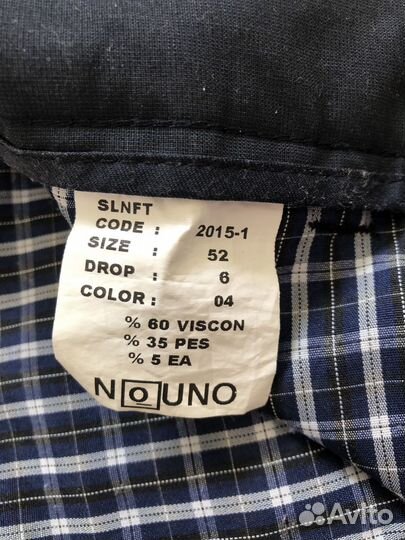 SLNFT
CODE : 2015-1
SIZE : 52
DROP : 6
COLOR : 04
% 60 VISCON
% 35 PES
% 5 EA
NOUNO
Avito